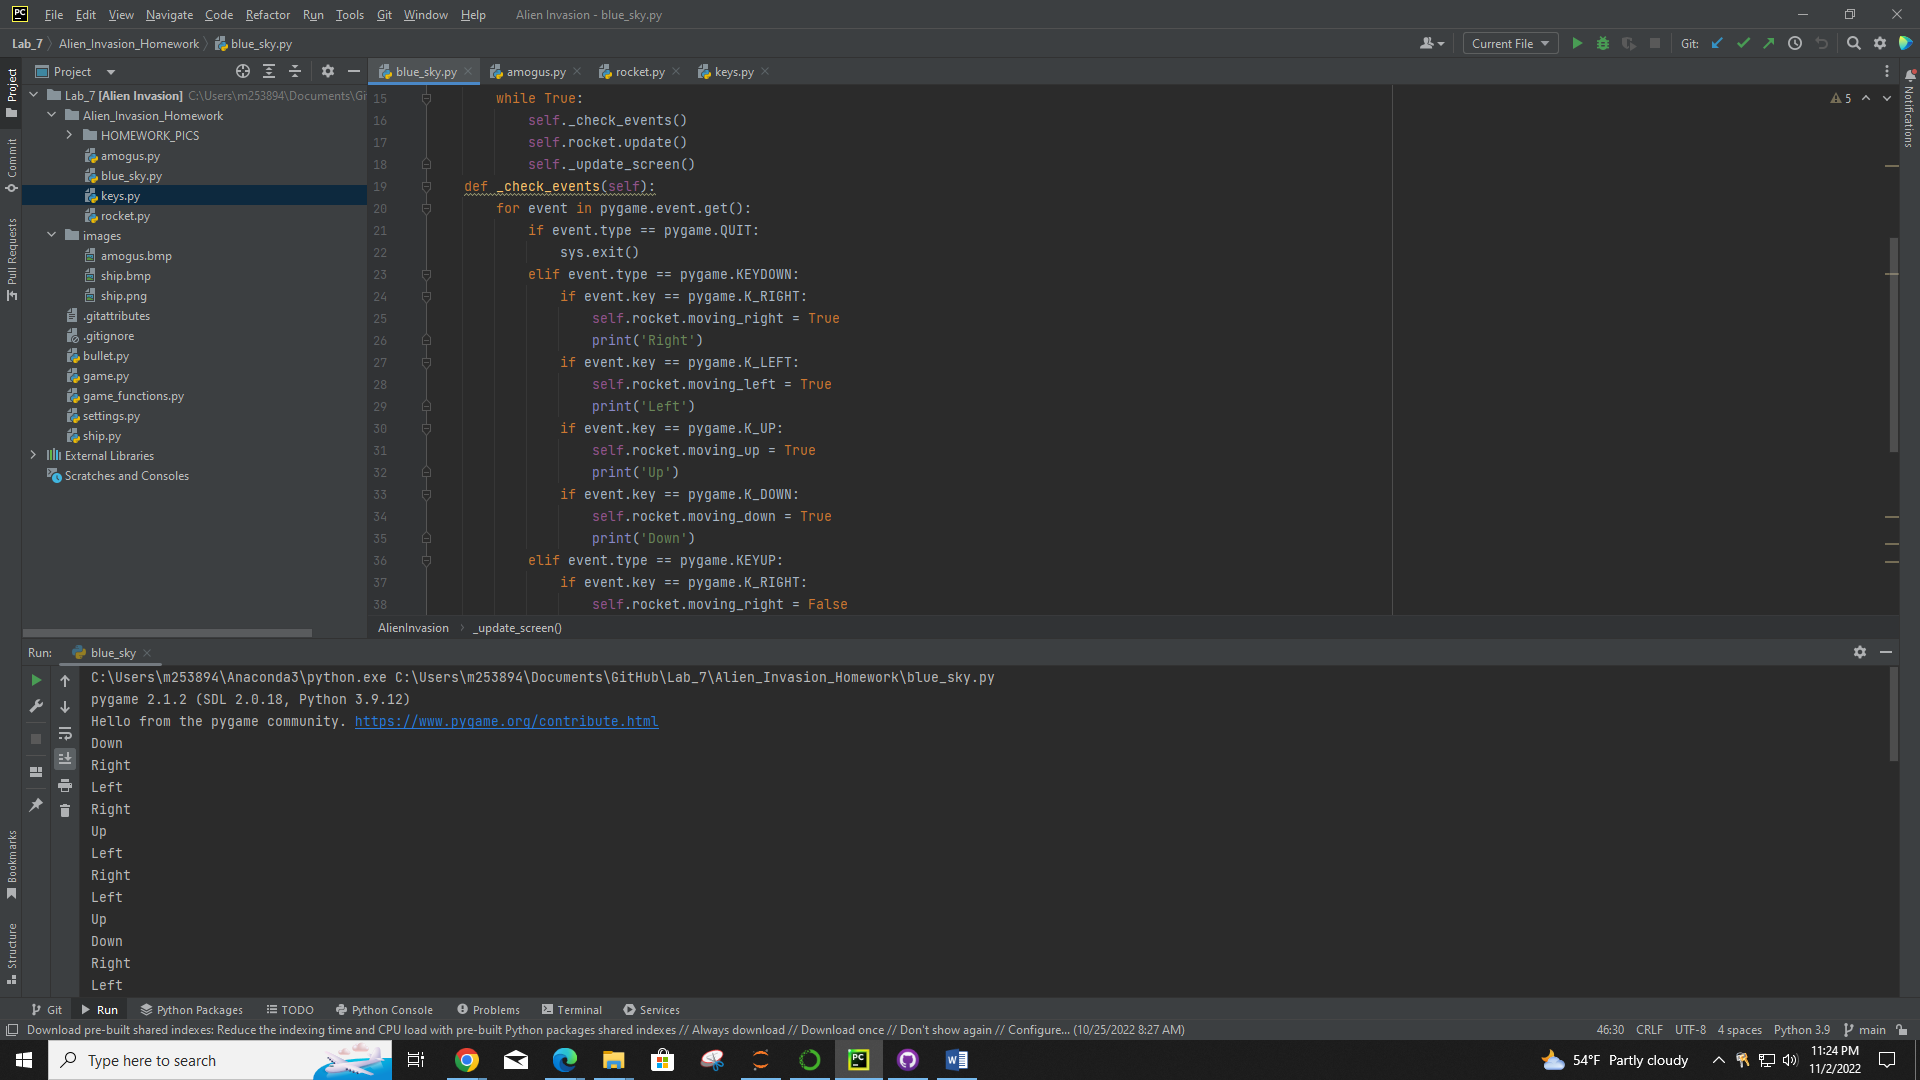 PC File Edit View Navigate Code Refactor Run Tools Git Window Help Alien Invasion - blue_sky.py
Lab_7 Alien_Invasion_Homework blue_sky.py Current File Git:
Project
blue_sky.py amogus.py rocket.py keys.py
Project
Commit
Pull Requests
Bookmarks
Structure
Notifications
Lab_7 [Alien Invasion] C:\Users\m253894\Documents\Gi
Alien_Invasion_Homework
HOMEWORK_PICS
amogus.py
blue_sky.py
keys.py
rocket.py
images
amogus.bmp
ship.bmp
ship.png
.gitattributes
.gitignore
bullet.py
game.py
game_functions.py
settings.py
ship.py
External Libraries
Scratches and Consoles
5
15 while True:
16 self._check_events()
17 self.rocket.update()
18 self._update_screen()
19 def _check_events(self):
20 for event in pygame.event.get():
21 if event.type == pygame.QUIT:
22 sys.exit()
23 elif event.type == pygame.KEYDOWN:
24 if event.key == pygame.K_RIGHT:
25 self.rocket.moving_right = True
26 print('Right')
27 if event.key == pygame.K_LEFT:
28 self.rocket.moving_left = True
29 print('Left')
30 if event.key == pygame.K_UP:
31 self.rocket.moving_up = True
32 print('Up')
33 if event.key == pygame.K_DOWN:
34 self.rocket.moving_down = True
35 print('Down')
36 elif event.type == pygame.KEYUP:
37 if event.key == pygame.K_RIGHT:
38 self.rocket.moving_right = False
AlienInvasion _update_screen()
Run: blue_sky
C:\Users\m253894\Anaconda3\python.exe C:\Users\m253894\Documents\GitHub\Lab_7\Alien_Invasion_Homework\blue_sky.py
pygame 2.1.2 (SDL 2.0.18, Python 3.9.12)
Hello from the pygame community. https://www.pygame.org/contribute.html
Down
Right
Left
Right
Up
Left
Right
Left
Up
Down
Right
Left
Git Run Python Packages TODO Python Console Problems Terminal Services
Download pre-built shared indexes: Reduce the indexing time and CPU load with pre-built Python packages shared indexes // Always download // Download once // Don't show again // Configure... (10/25/2022 8:27 AM) 46:30 CRLF UTF-8 4 spaces Python 3.9 main
Type here to search PC 54°F Partly cloudy 11:24 PM
11/2/2022